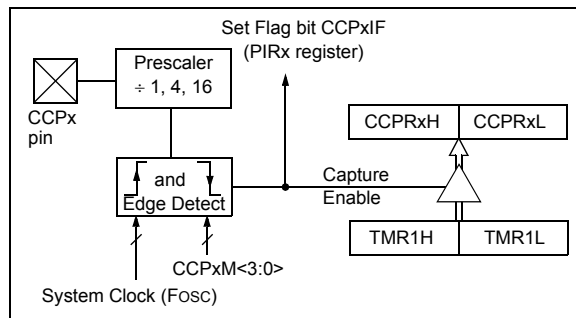 Set Flag bit CCPxIF
(PIRx register)
Prescaler
÷ 1, 4, 16
CCPx
pin
CCPRxH
CCPRxL
and
Edge Detect
Capture
Enable
TMR1H
TMR1L
CCPxM<3:0>
System Clock (FOSC)